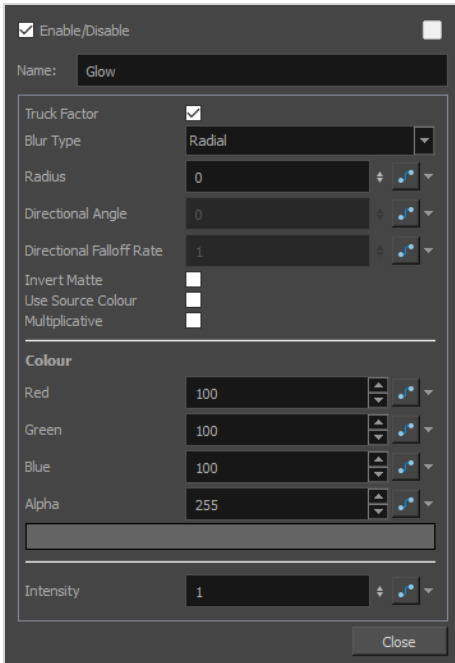 Enable/Disable
Name: Glow
Truck Factor
Blur Type Radial
Radius 0
Directional Angle 0
Directional Falloff Rate 1
Invert Matte
Use Source Colour
Multiplicative
Colour
Red 100
Green 100
Blue 100
Alpha 255
Intensity 1
Close